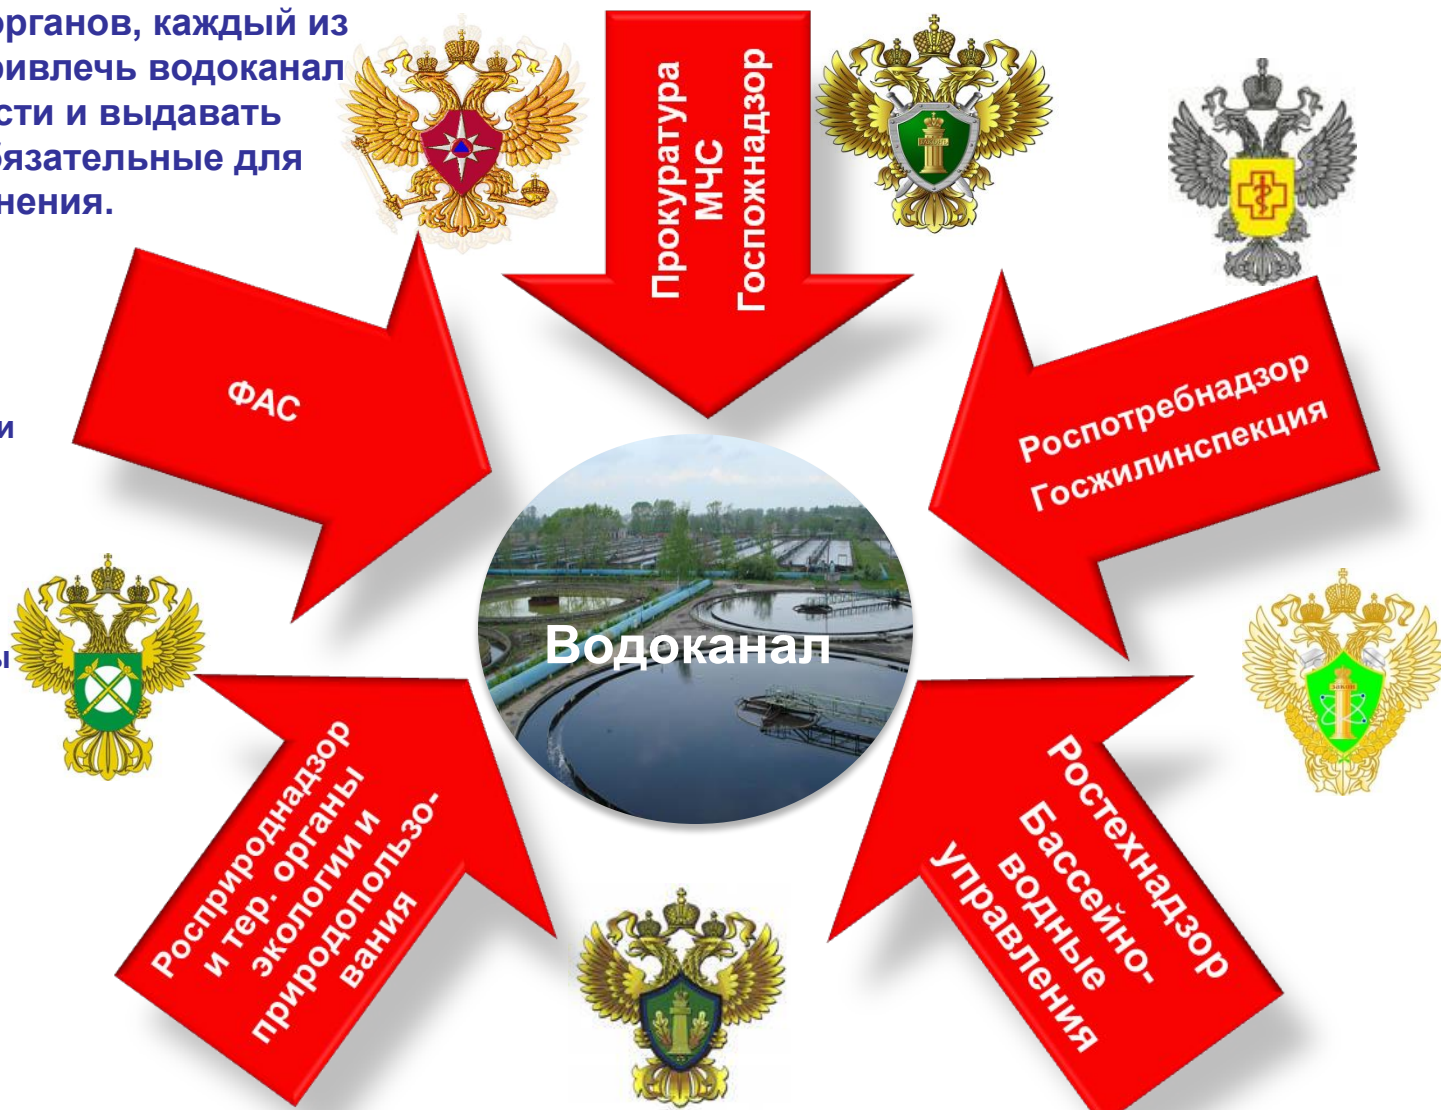 органов, каждый из
ривлечь водоканал
сти и выдавать
бязательные для
нения.
Прокуратура
МЧС
Госпожнадзор
ФАС
Роспотребнадзор
Госжилинспекция
и
Водоканал
ы
Росприроднадзор
и тер. органы
экологии и
природопользо-
вания
Ростехнадзор
Бассейно-
водные
управления